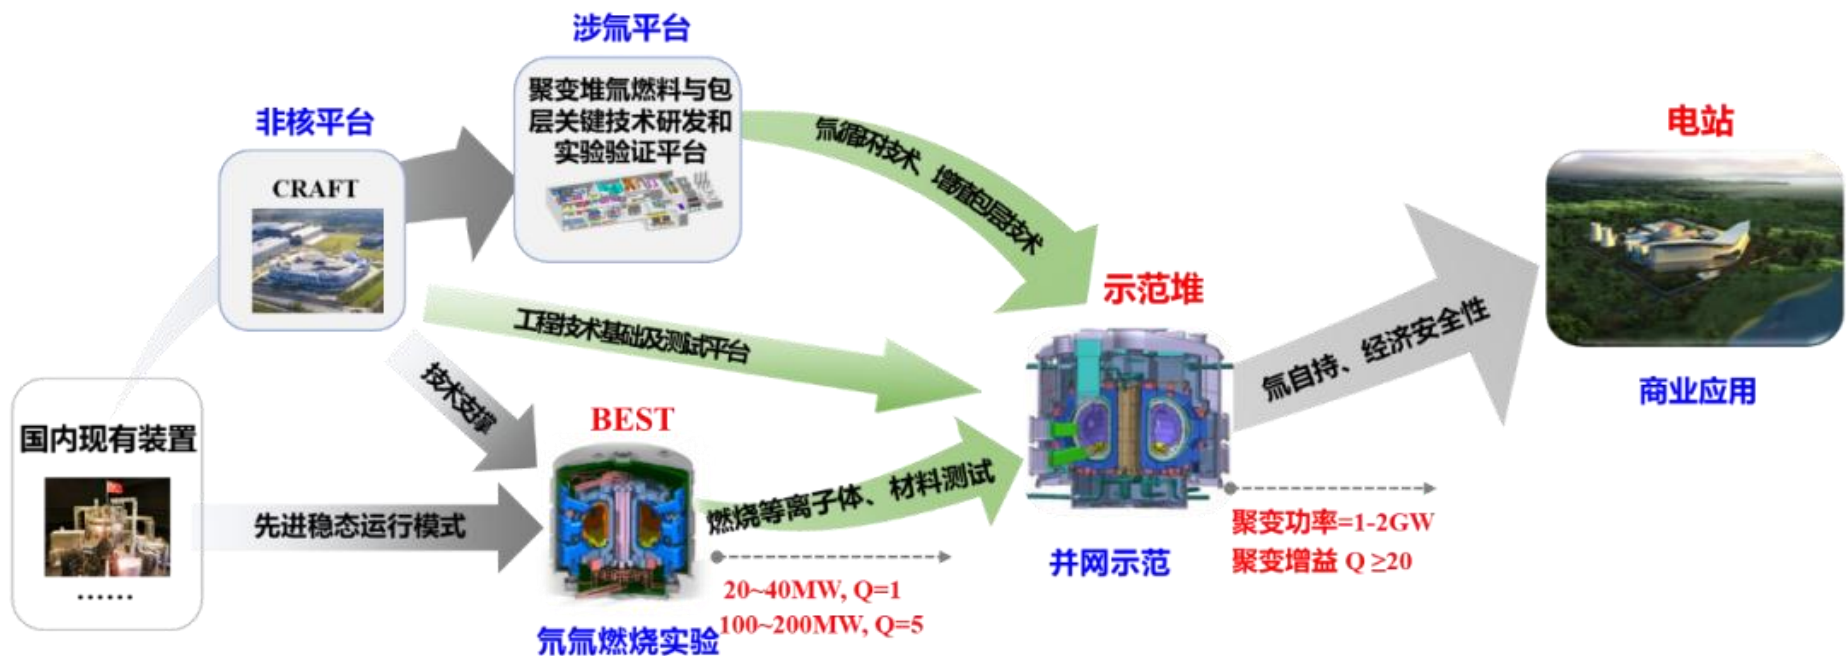 涉氚平台
聚变堆氚燃料与包
层关键技术研发和
实验验证平台
非核平台
CRAFT
氚循环技术、增殖包层技术
电站
商业应用
示范堆
工程技术基础及测试平台
氚自持、经济安全性
技术支撑
国内现有装置
......
先进稳态运行模式
BEST
燃烧等离子体、材料测试
20~40MW, Q=1
100~200MW, Q=5
氘氚燃烧实验
并网示范
聚变功率=1-2GW
聚变增益 Q ≥20